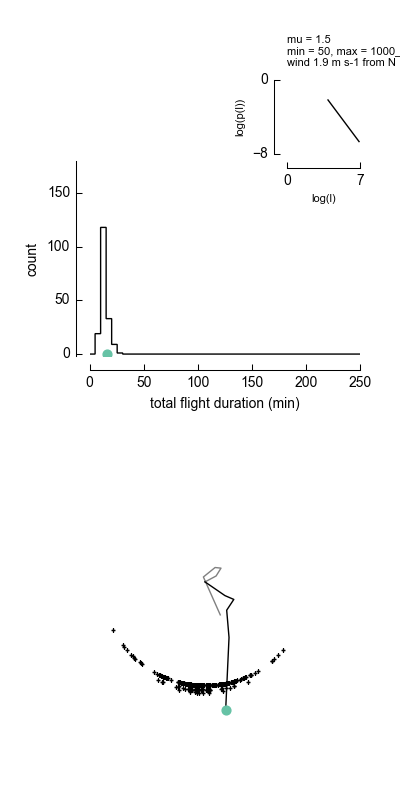 mu = 1.5
min = 50, max = 1000_
wind 1.9 m s-1 from N
0
log(p(l))
−8
0 7
log(l)
150
100
50
0
count
0 50 100 150 200 250
total flight duration (min)